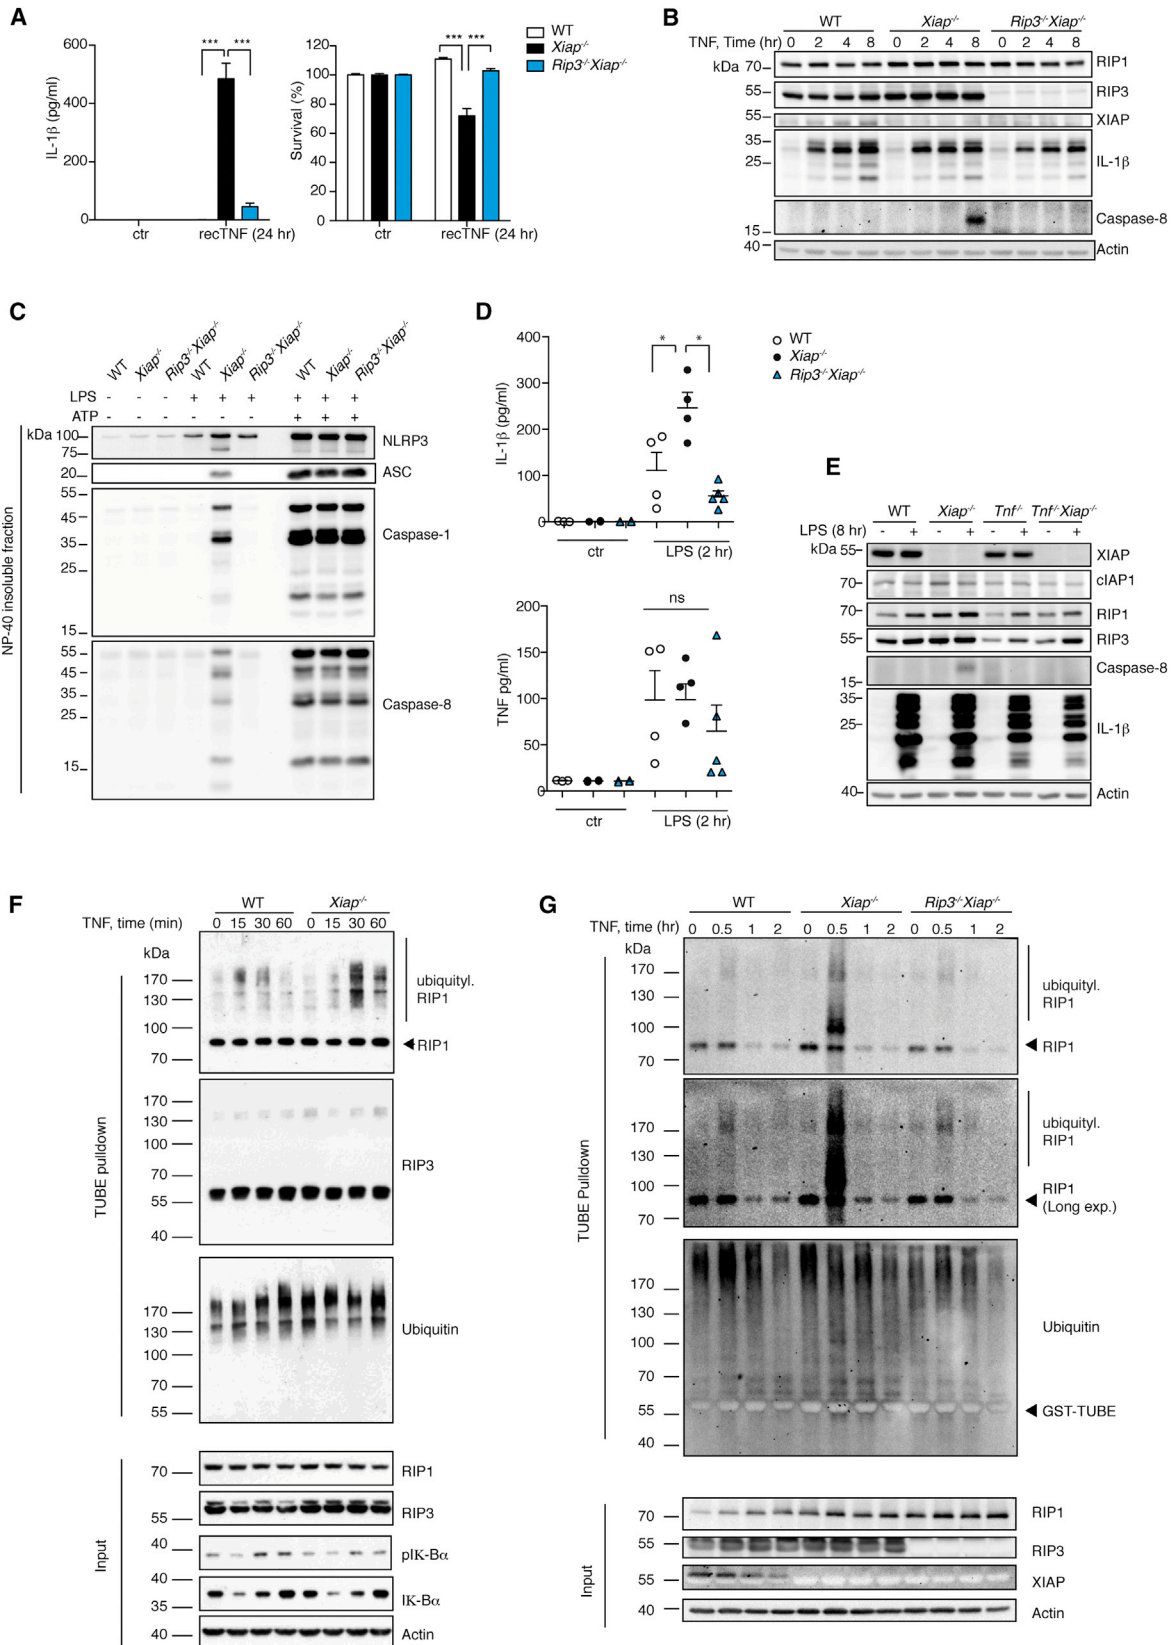 A
WT
Xiap-/-
Rip3-/-Xiap-/-
IL-1β (pg/ml)
600
400
200
0
*** ***
ctr
recTNF (24 hr)
Survival (%)
120
100
80
60
40
20
0
*** ***
ctr
recTNF (24 hr)
B
WT Xiap-/- Rip3-/-Xiap-/-
TNF, Time (hr) 0 2 4 8 0 2 4 8 0 2 4 8
kDa 70 RIP1
55 RIP3
55 XIAP
35
25 IL-1β
Caspase-8
15
40 Actin
C
WT Xiap-/- Rip3-/-Xiap-/- WT Xiap-/- Rip3-/-Xiap-/- WT Xiap-/- Rip3-/-Xiap-/-
LPS - - - + + + + + +
ATP - - - - - - + + +
NP-40 insoluble fraction
kDa 100 NLRP3
75
20 ASC
55
45
35 Caspase-1
25
15
55
45
35 Caspase-8
25
15
D
WT
Xiap-/-
Rip3-/-Xiap-/-
IL-1β (pg/ml)
400
300
200
100
0
* *
ctr
LPS (2 hr)
TNF pg/ml)
200
150
100
50
0
ns
ctr
LPS (2 hr)
E
WT Xiap-/- Tnf-/- Tnf-/-Xiap-/-
LPS (8 hr) - + - + - + - +
kDa 55 XIAP
70 cIAP1
70 RIP1
55 RIP3
Caspase-8
15
35
25 IL-1β
40 Actin
F
WT Xiap-/-
TNF, time (min) 0 15 30 60 0 15 30 60
kDa
TUBE pulldown
170 ubiquityl.
130 RIP1
100
RIP1
70
170
130
100
70 RIP3
55
40
170
130 Ubiquitin
100
70
55
Input
70 RIP1
55 RIP3
40 pIK-Bα
40
35 IK-Bα
40 Actin
G
WT Xiap-/- Rip3-/-Xiap-/-
TNF, time (hr) 0 0.5 1 2 0 0.5 1 2 0 0.5 1 2
kDa
TUBE Pulldown
170 ubiquityl.
130 RIP1
100
RIP1
70
170 ubiquityl.
RIP1
130
100 RIP1
(Long exp.)
70
170
130
Ubiquitin
100
70
55 GST-TUBE
40
Input
70 RIP1
55 RIP3
55 XIAP
40 Actin